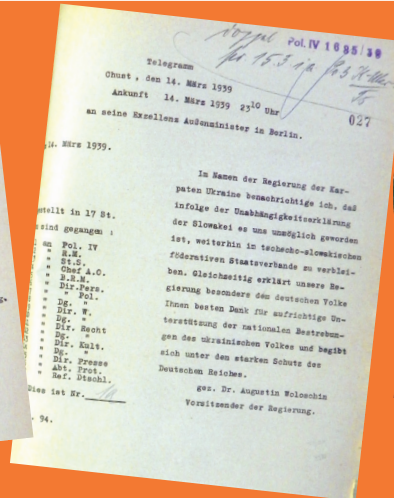 Doppel
Pol. IV 1685/39
027
Telegramm
Chust, den 14. März 1939
Ankunft 14. März 1939 23¹⁰ Uhr
an seine Exzellens Außenminister in Berlin.
, 14. März 1939.
Im Namen der Regierung der Kar-
paten Ukraine benachrichtige ich, daß
infolge der Unabhängigkeitserklärung
der Slowakei es uns unmöglich geworden
ist, weiterhin in tschecho-slowakischen
föderativen Staatsverbande zu verblei-
ben. Gleichzeitig erklärt unsere Re-
gierung besonders dem deutschen Volke
Ihnen besten Dank für aufrichtige Un-
terstützung der nationalen Bestrebun-
gen des ukrainischen Volkes und begibt
sich unter den starken Schutz des
Deutschen Reiches.
gez. Dr. Augustin Woloschin
Vorsitzender der Regierung.
estellt in 17 St.
sind gegangen :
an Pol. IV
" R.M.
" St.S.
" Chef A.O.
" B.R.M.
" Dir.Pers.
" " Pol.
" Dg. "
" Dir. W.
" Dg. "
" Dir. Recht
" Dg. "
" Dir. Kult.
" Dg. "
" Dir. Presse
" Abt. Prot.
" Ref. Dtschl.
Dies ist Nr.
. 94.